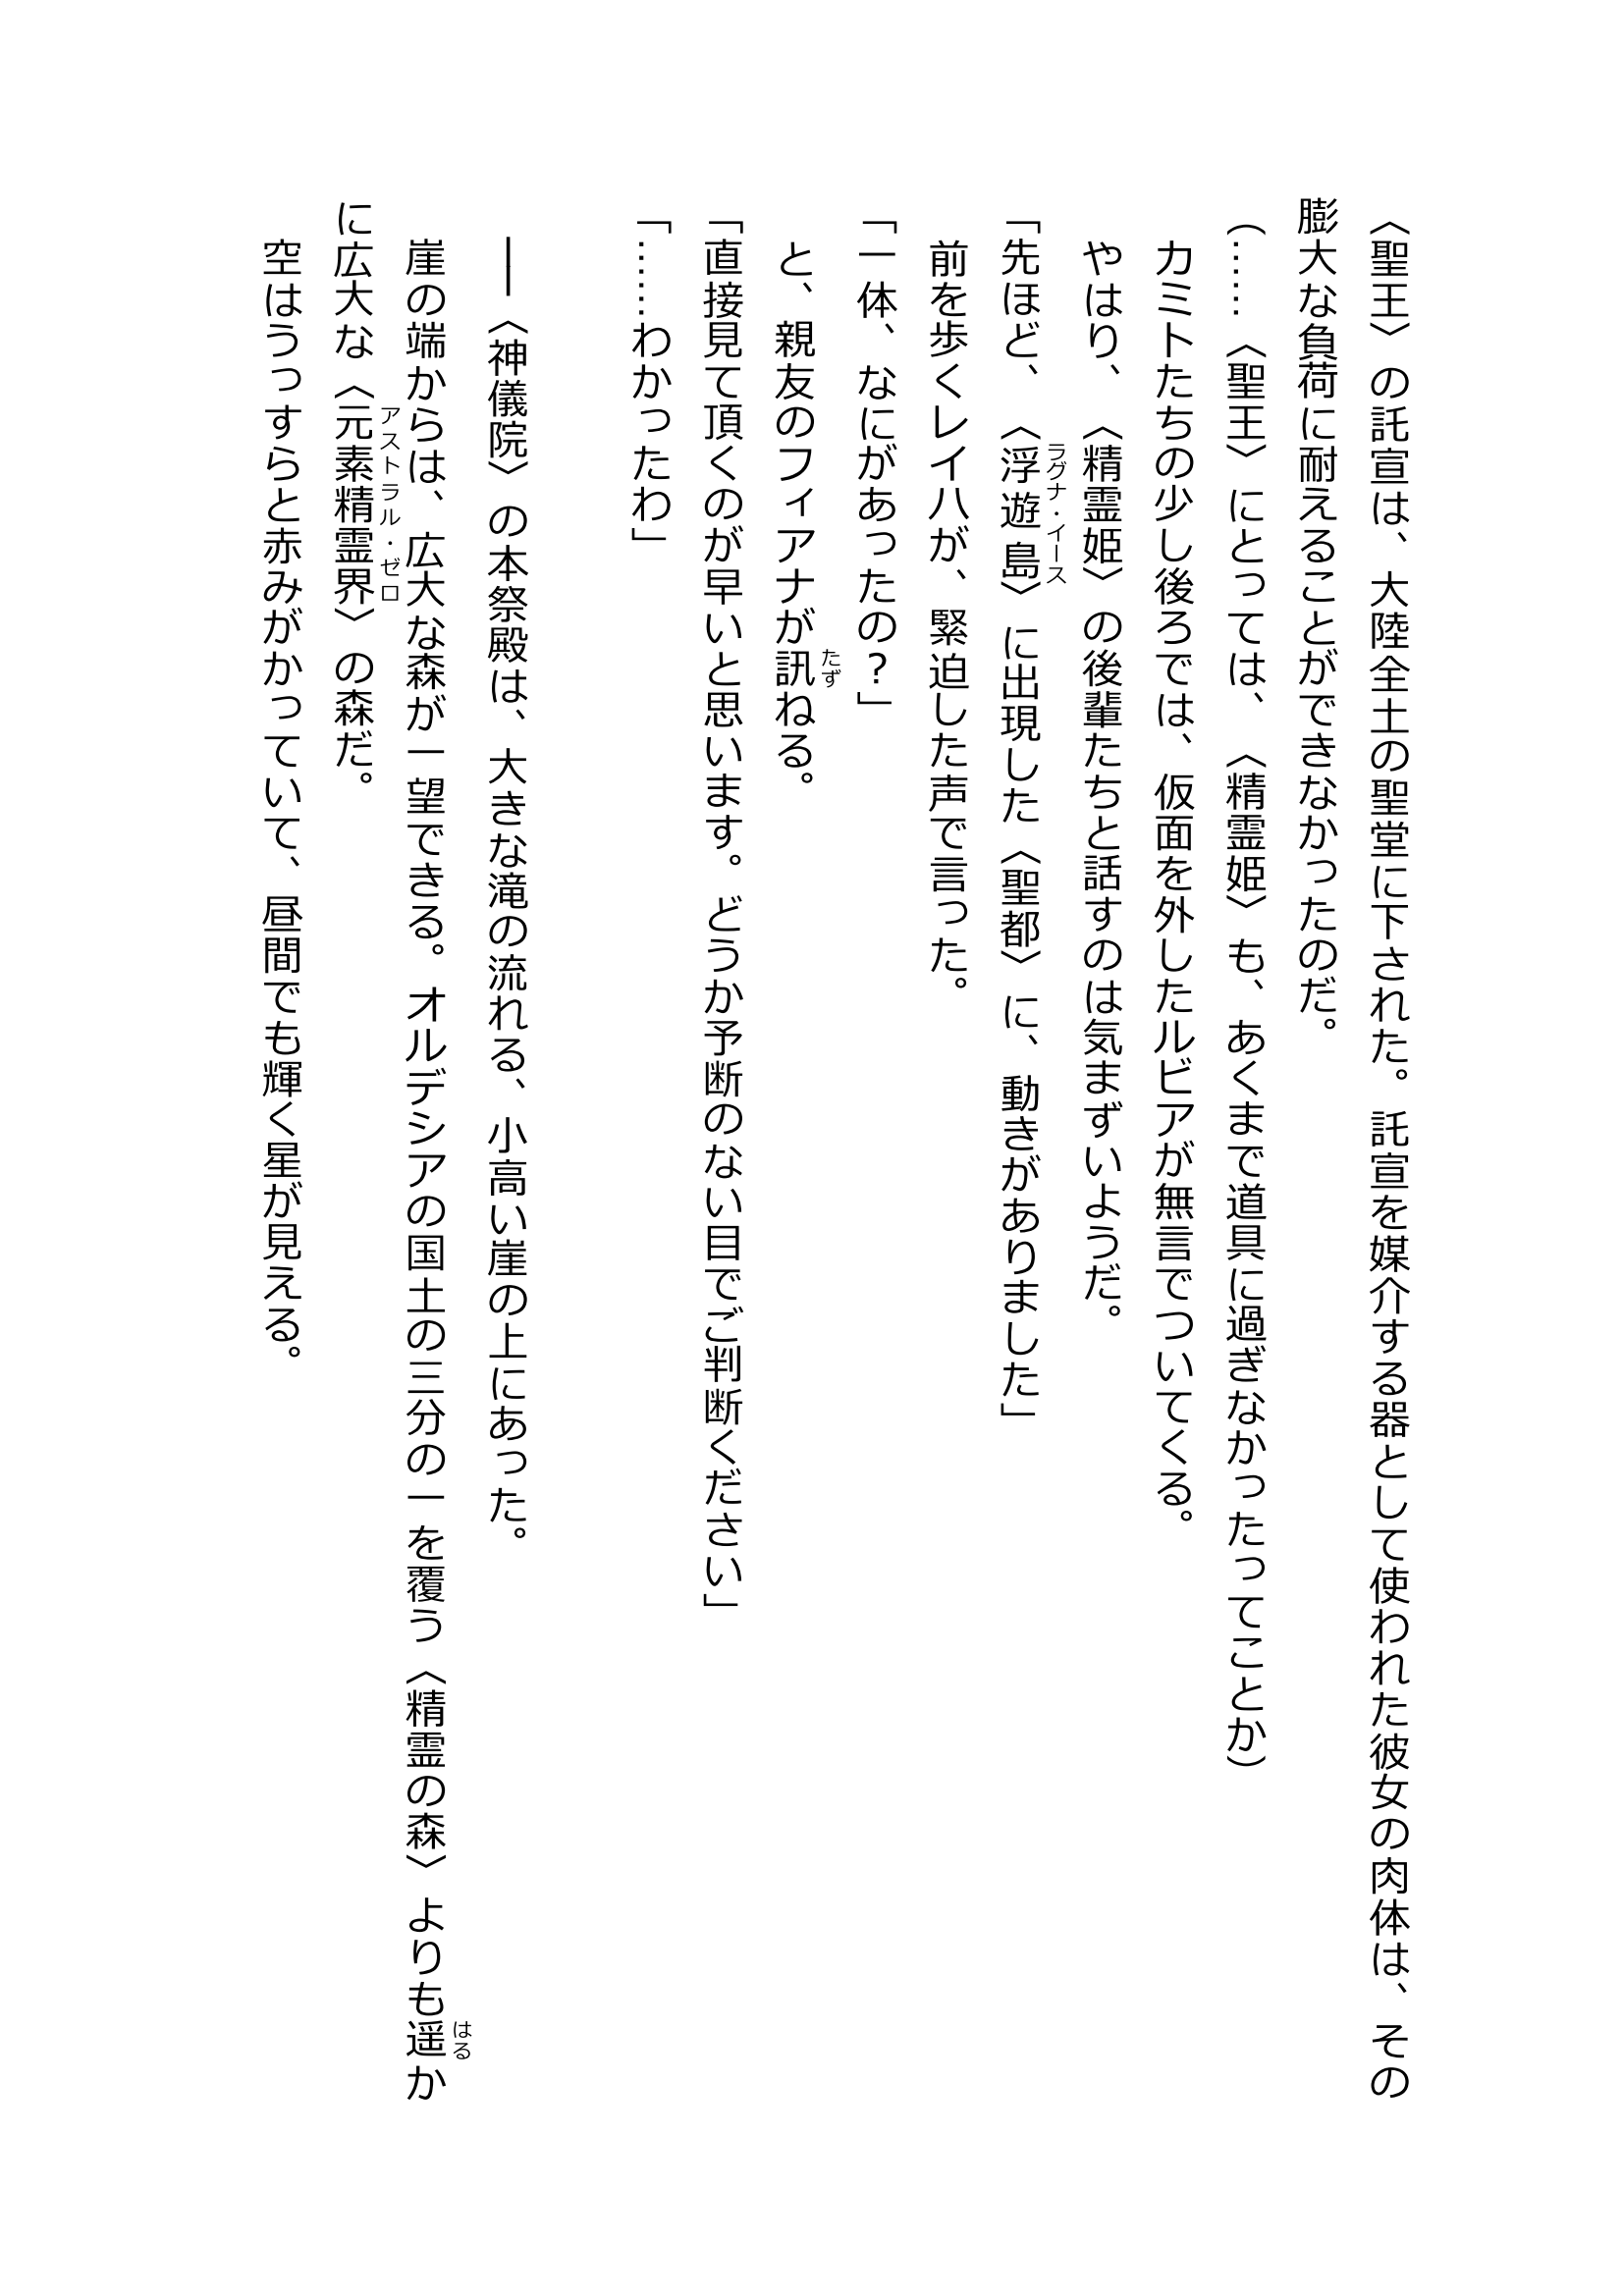 〈聖王〉の託宣は、大陸全土の聖堂に下された。託宣を媒介する器として使われた彼女の肉体は、その
膨大な負荷に耐えることができなかったのだ。
（……〈聖王〉にとっては、〈精霊姫〉も、あくまで道具に過ぎなかったってことか）
　カミトたちの少し後ろでは、仮面を外したルビアが無言でついてくる。
　やはり、〈精霊姫〉の後輩たちと話すのは気まずいようだ。
ラグナ・イース
「先ほど、〈浮遊島〉に出現した〈聖都〉に、動きがありました」
　前を歩くレイハが、緊迫した声で言った。
「一体、なにがあったの？」
たず
　と、親友のフィアナが訊ねる。
「直接見て頂くのが早いと思います。どうか予断のない目でご判断ください」
「……わかったわ」
　──〈神儀院〉の本祭殿は、大きな滝の流れる、小高い崖の上にあった。
はる
　崖の端からは、広大な森が一望できる。オルデシアの国土の三分の一を覆う〈精霊の森〉よりも遥か
アストラル・ゼロ
に広大な〈元素精霊界〉の森だ。
　空はうっすらと赤みがかっていて、昼間でも輝く星が見える。